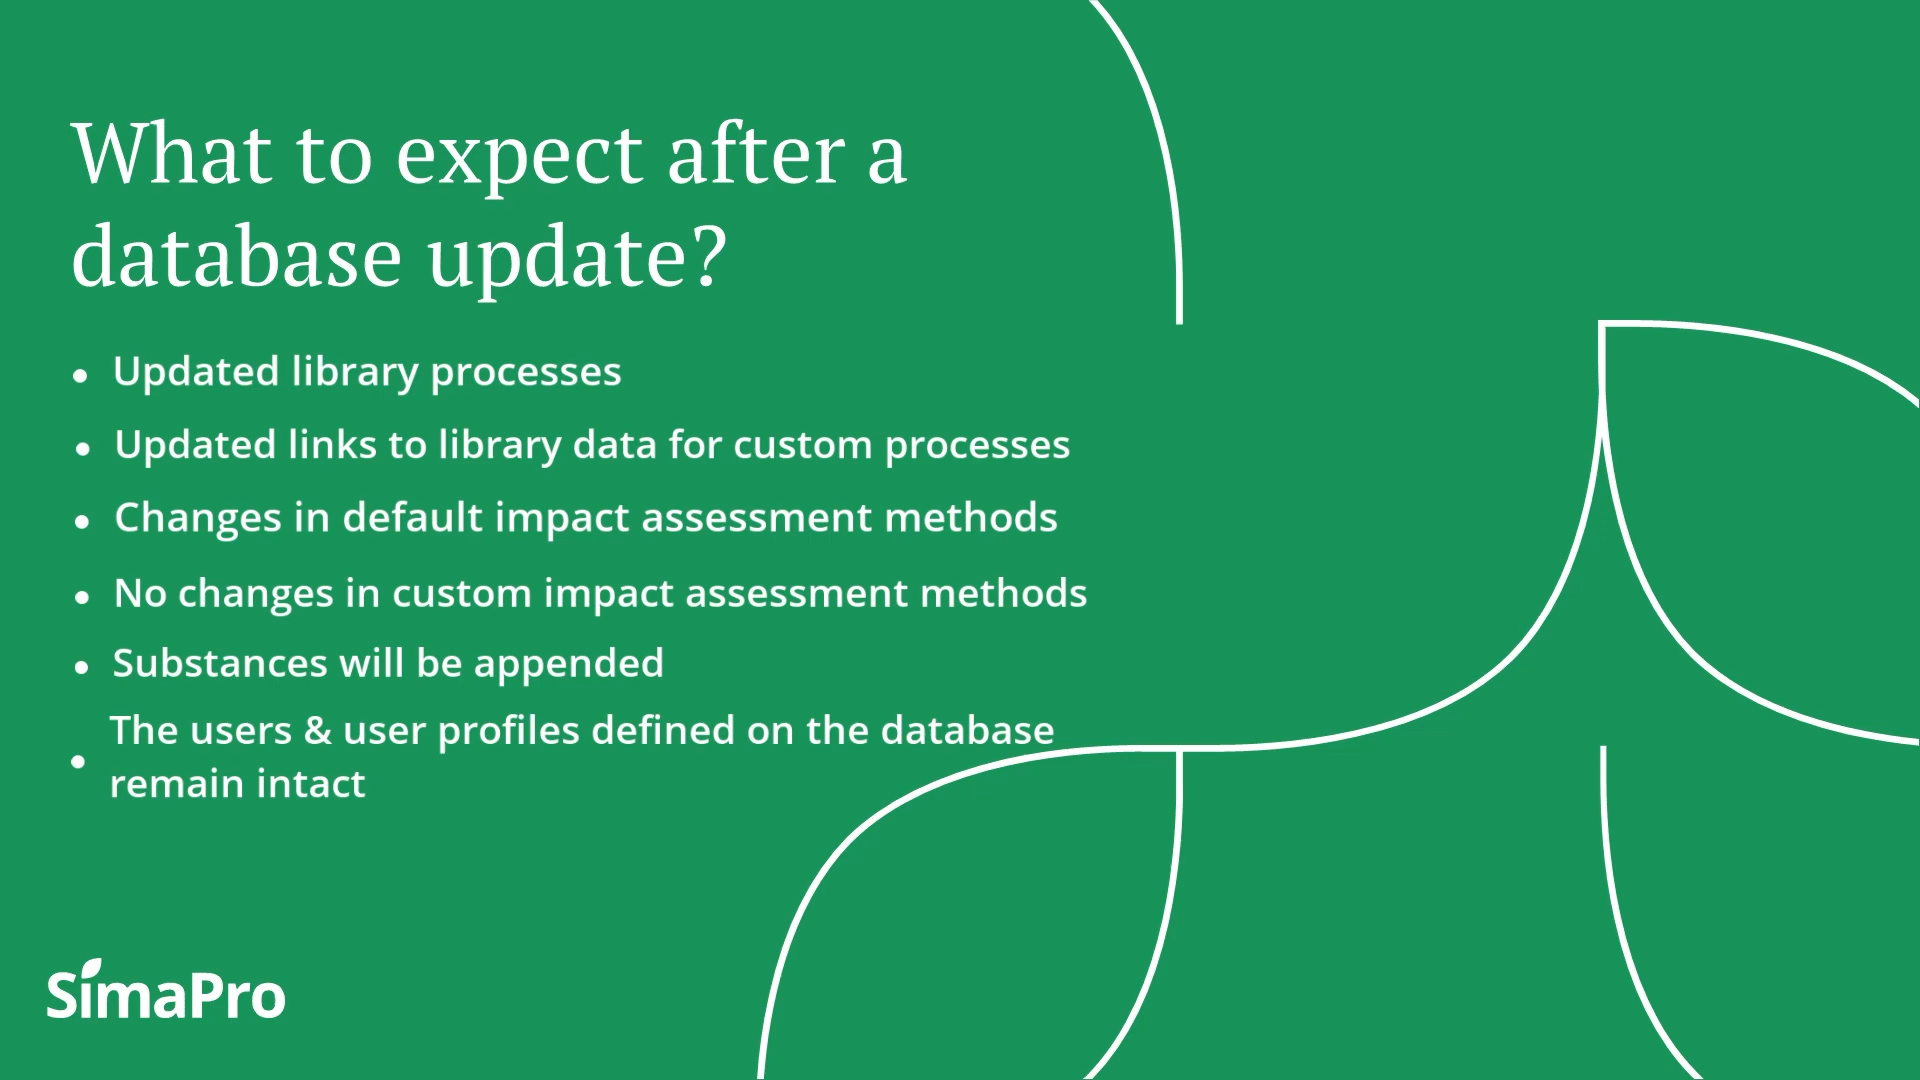 What to expect after a
database update?
• Updated library processes
• Updated links to library data for custom processes
• Changes in default impact assessment methods
• No changes in custom impact assessment methods
• Substances will be appended
• The users & user profiles defined on the database
remain intact
SimaPro